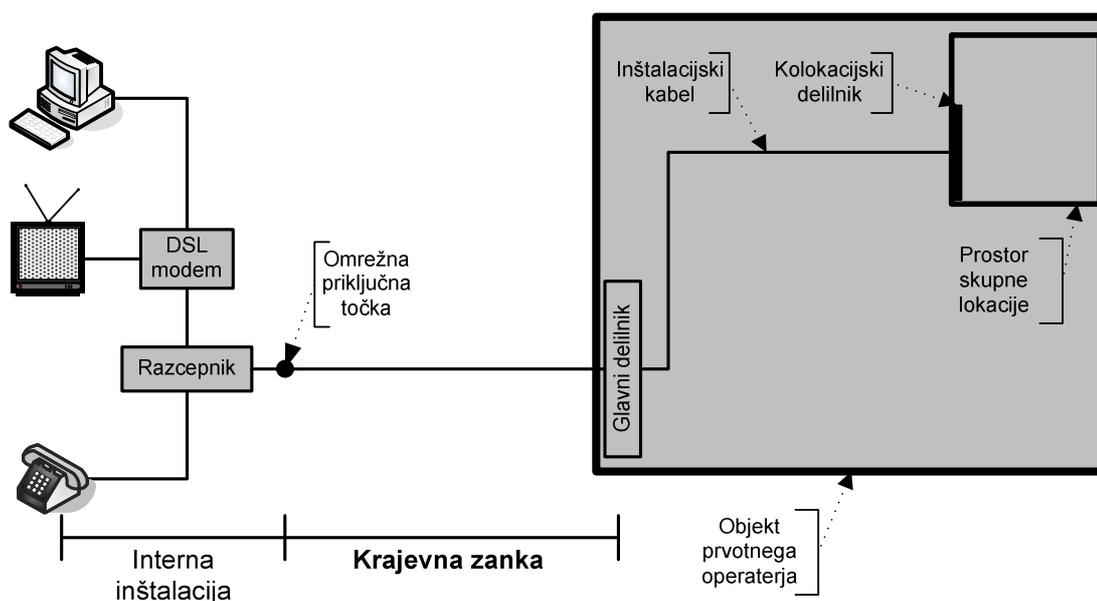 Inštalacijski
kabel
Kolokacijski
delilnik
DSL
modem
Omrežna
priključna
točka
Prostor
skupne
lokacije
Razcepnik
Glavni delilnik
Objekt
prvotnega
operaterja
Interna
inštalacija
Krajevna zanka